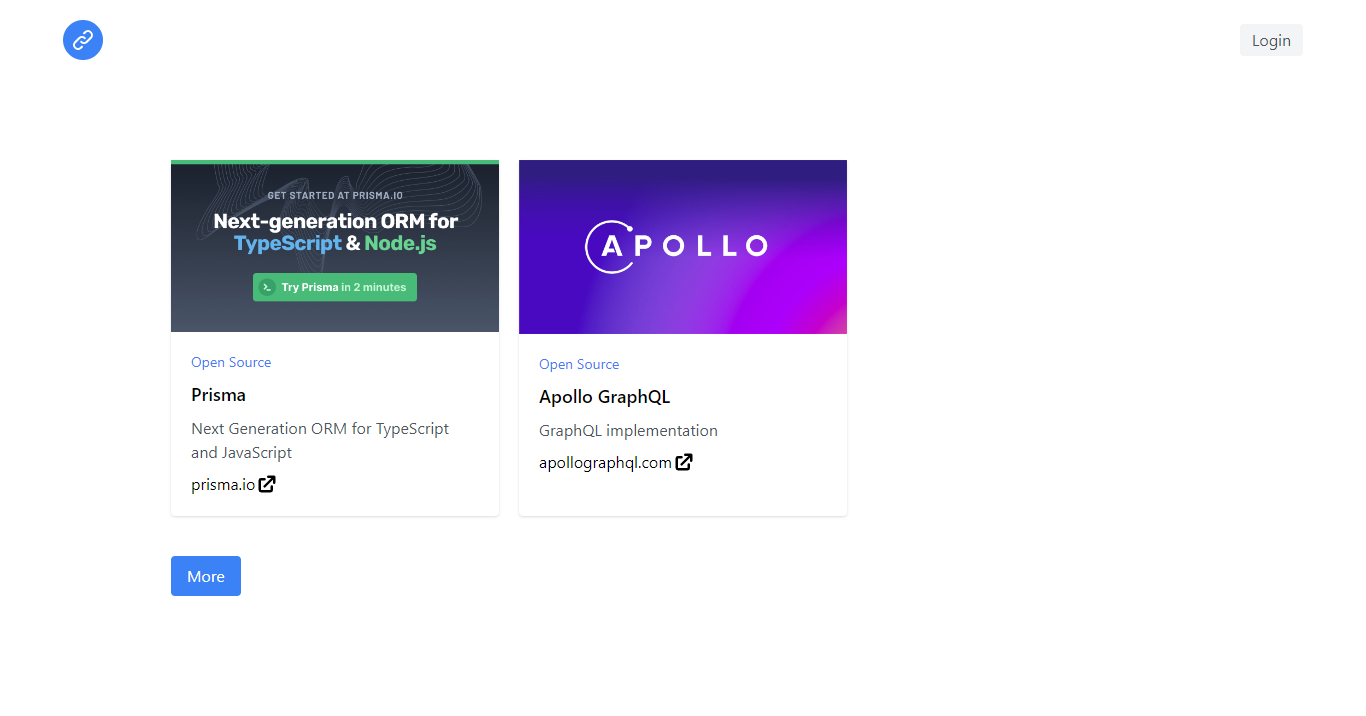 Login
GET STARTED AT PRISMA.IO
Next-generation ORM for
TypeScript & Node.js
Try Prisma in 2 minutes
Open Source
Prisma
Next Generation ORM for TypeScript
and JavaScript
prisma.io
APOLLO
Open Source
Apollo GraphQL
GraphQL implementation
apollographql.com
More